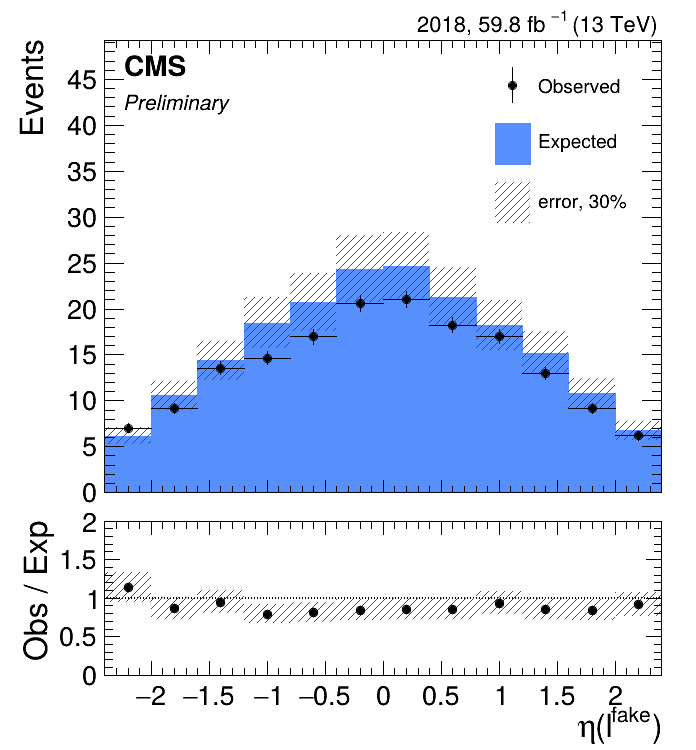 2018, 59.8 fb⁻¹ (13 TeV)
Events
CMS
Preliminary
Observed
Expected
error, 30%
45
40
35
30
25
20
15
10
5
0
Obs / Exp
2
1.5
1
0.5
0
−2 −1.5 −1 −0.5 0 0.5 1 1.5 2
η(l^fake)